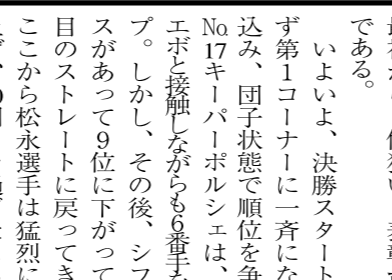 である。
いよいよ、決勝スタート
ず第1コーナーに一斉にな
込み、団子状態で順位を争
No.17キーパーポルシェは、
エボと接触しながらも6番手
プ。しかし、その後、シフ
スがあって9位に下がって
目のストレートに戻ってき
ここから松永選手は猛烈に